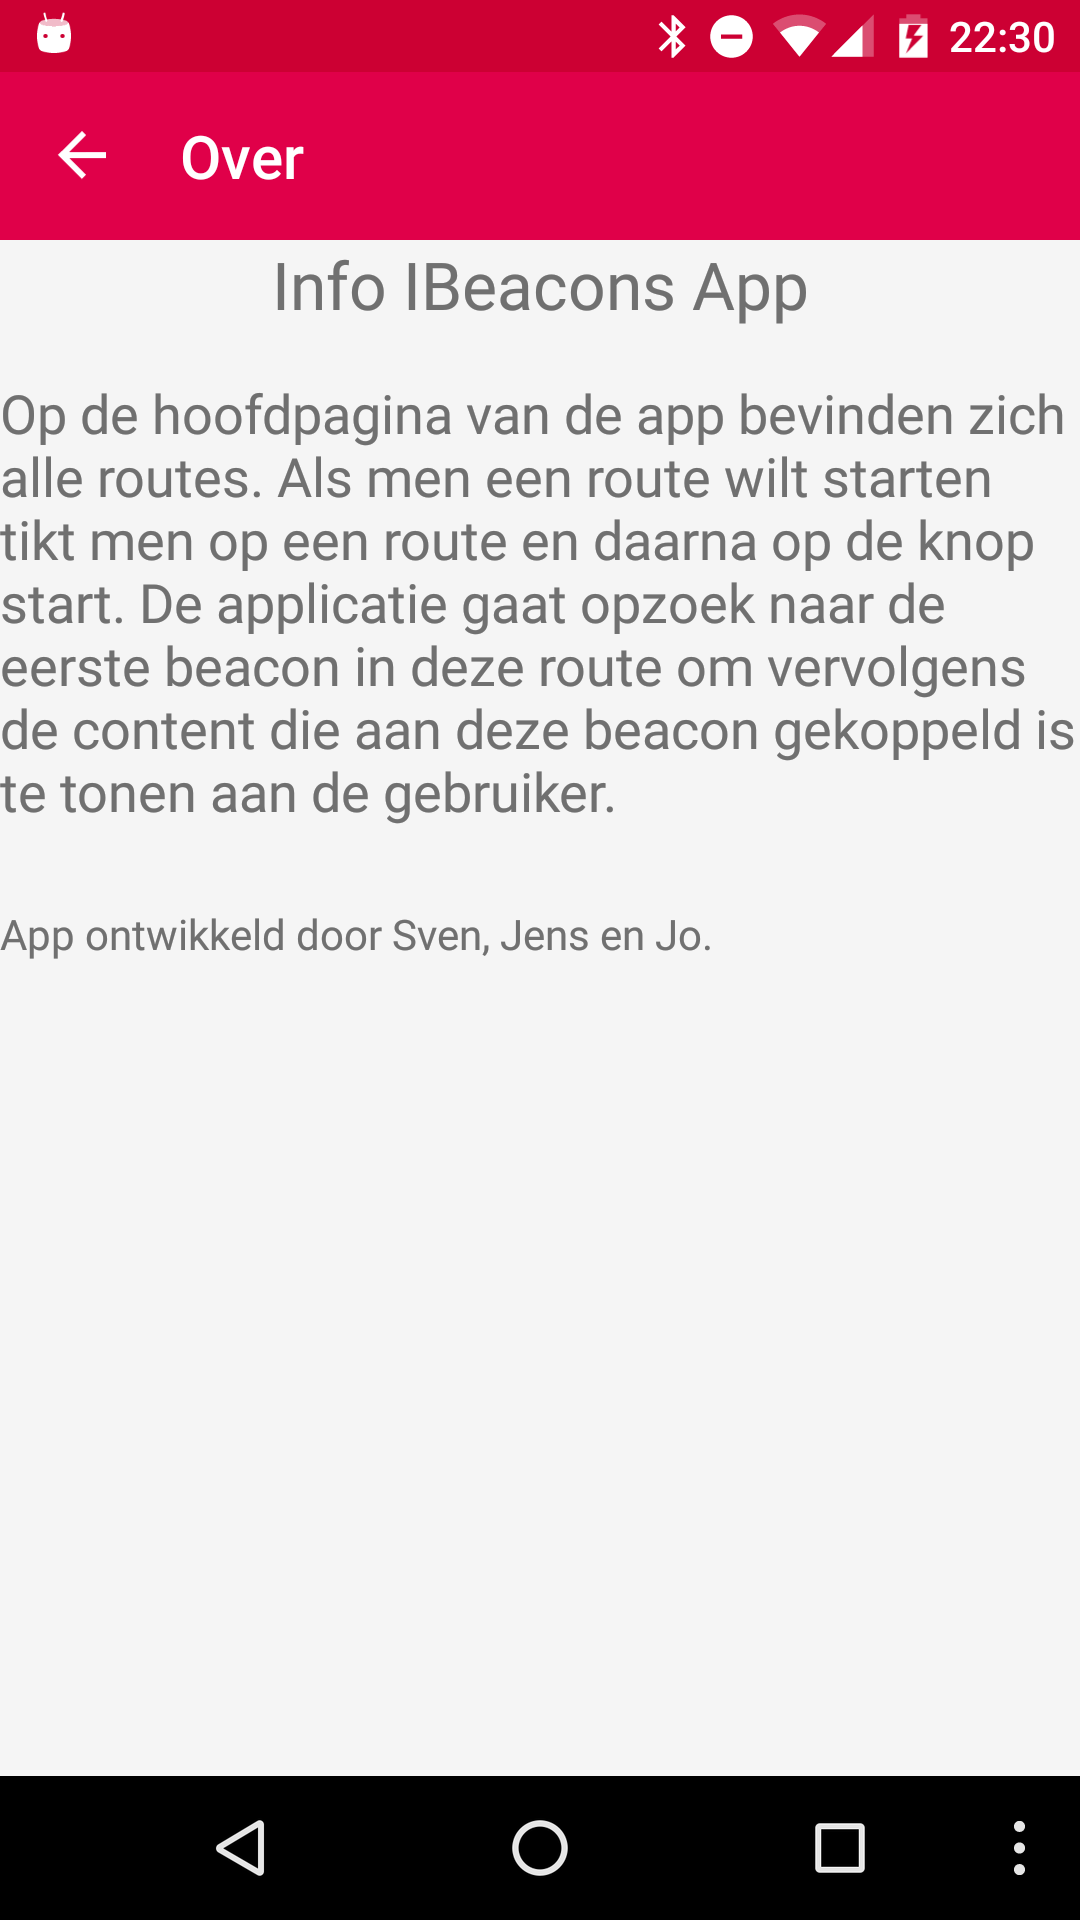 22:30
Over
Info IBeacons App
Op de hoofdpagina van de app bevinden zich
alle routes. Als men een route wilt starten
tikt men op een route en daarna op de knop
start. De applicatie gaat opzoek naar de
eerste beacon in deze route om vervolgens
de content die aan deze beacon gekoppeld is
te tonen aan de gebruiker.
App ontwikkeld door Sven, Jens en Jo.